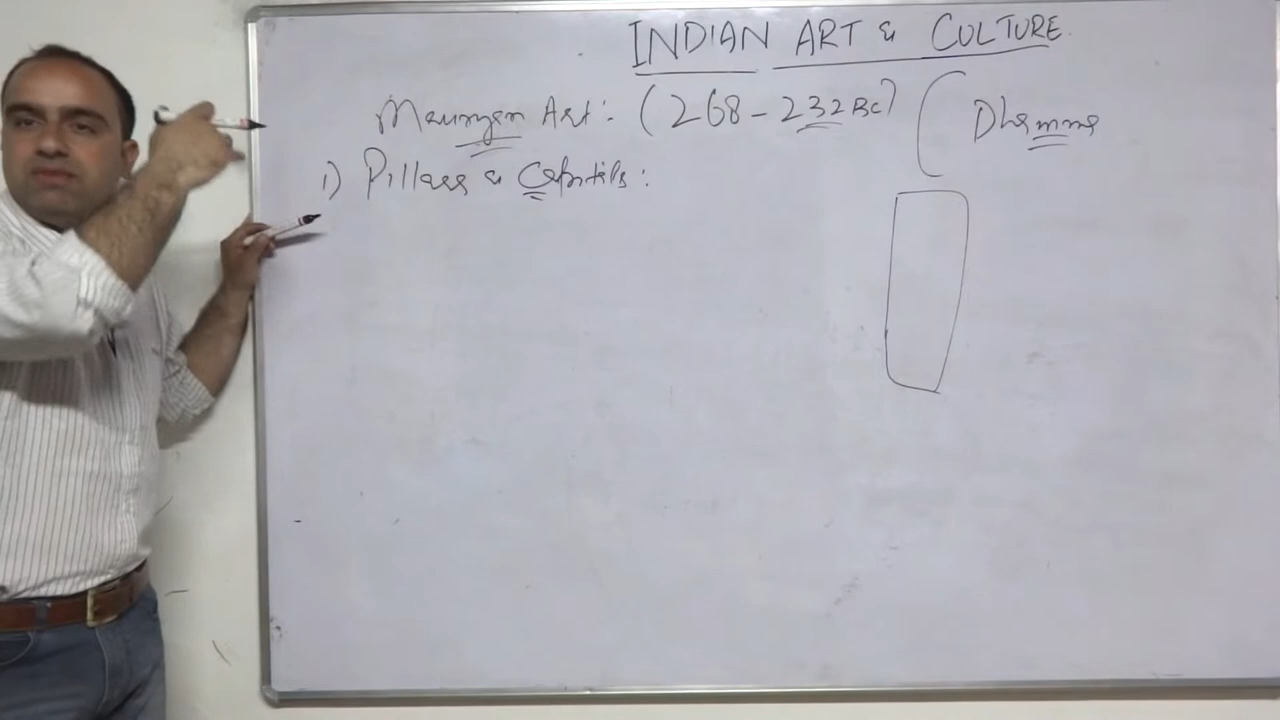 INDIAN ART & CULTURE
Mauryan Art: (268-232 BC) ( Dhamma
1) Pillars & Capitals: